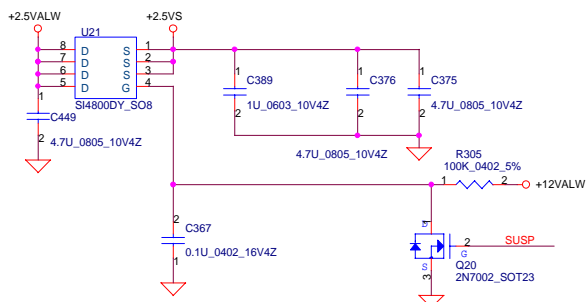 +2.5VALW
+2.5VS
U21
8 D S 1
7 D S 2
6 D S 3
5 D G 4
SI4800DY_SO8
1
C449
2
4.7U_0805_10V4Z
1
C389
1U_0603_10V4Z
2
1
C376
2
4.7U_0805_10V4Z
1
C375
4.7U_0805_10V4Z
2
R305
100K_0402_5%
1 2
+12VALW
2
C367
0.1U_0402_16V4Z
1
D 1
SUSP
2
G
S
3
Q20
2N7002_SOT23